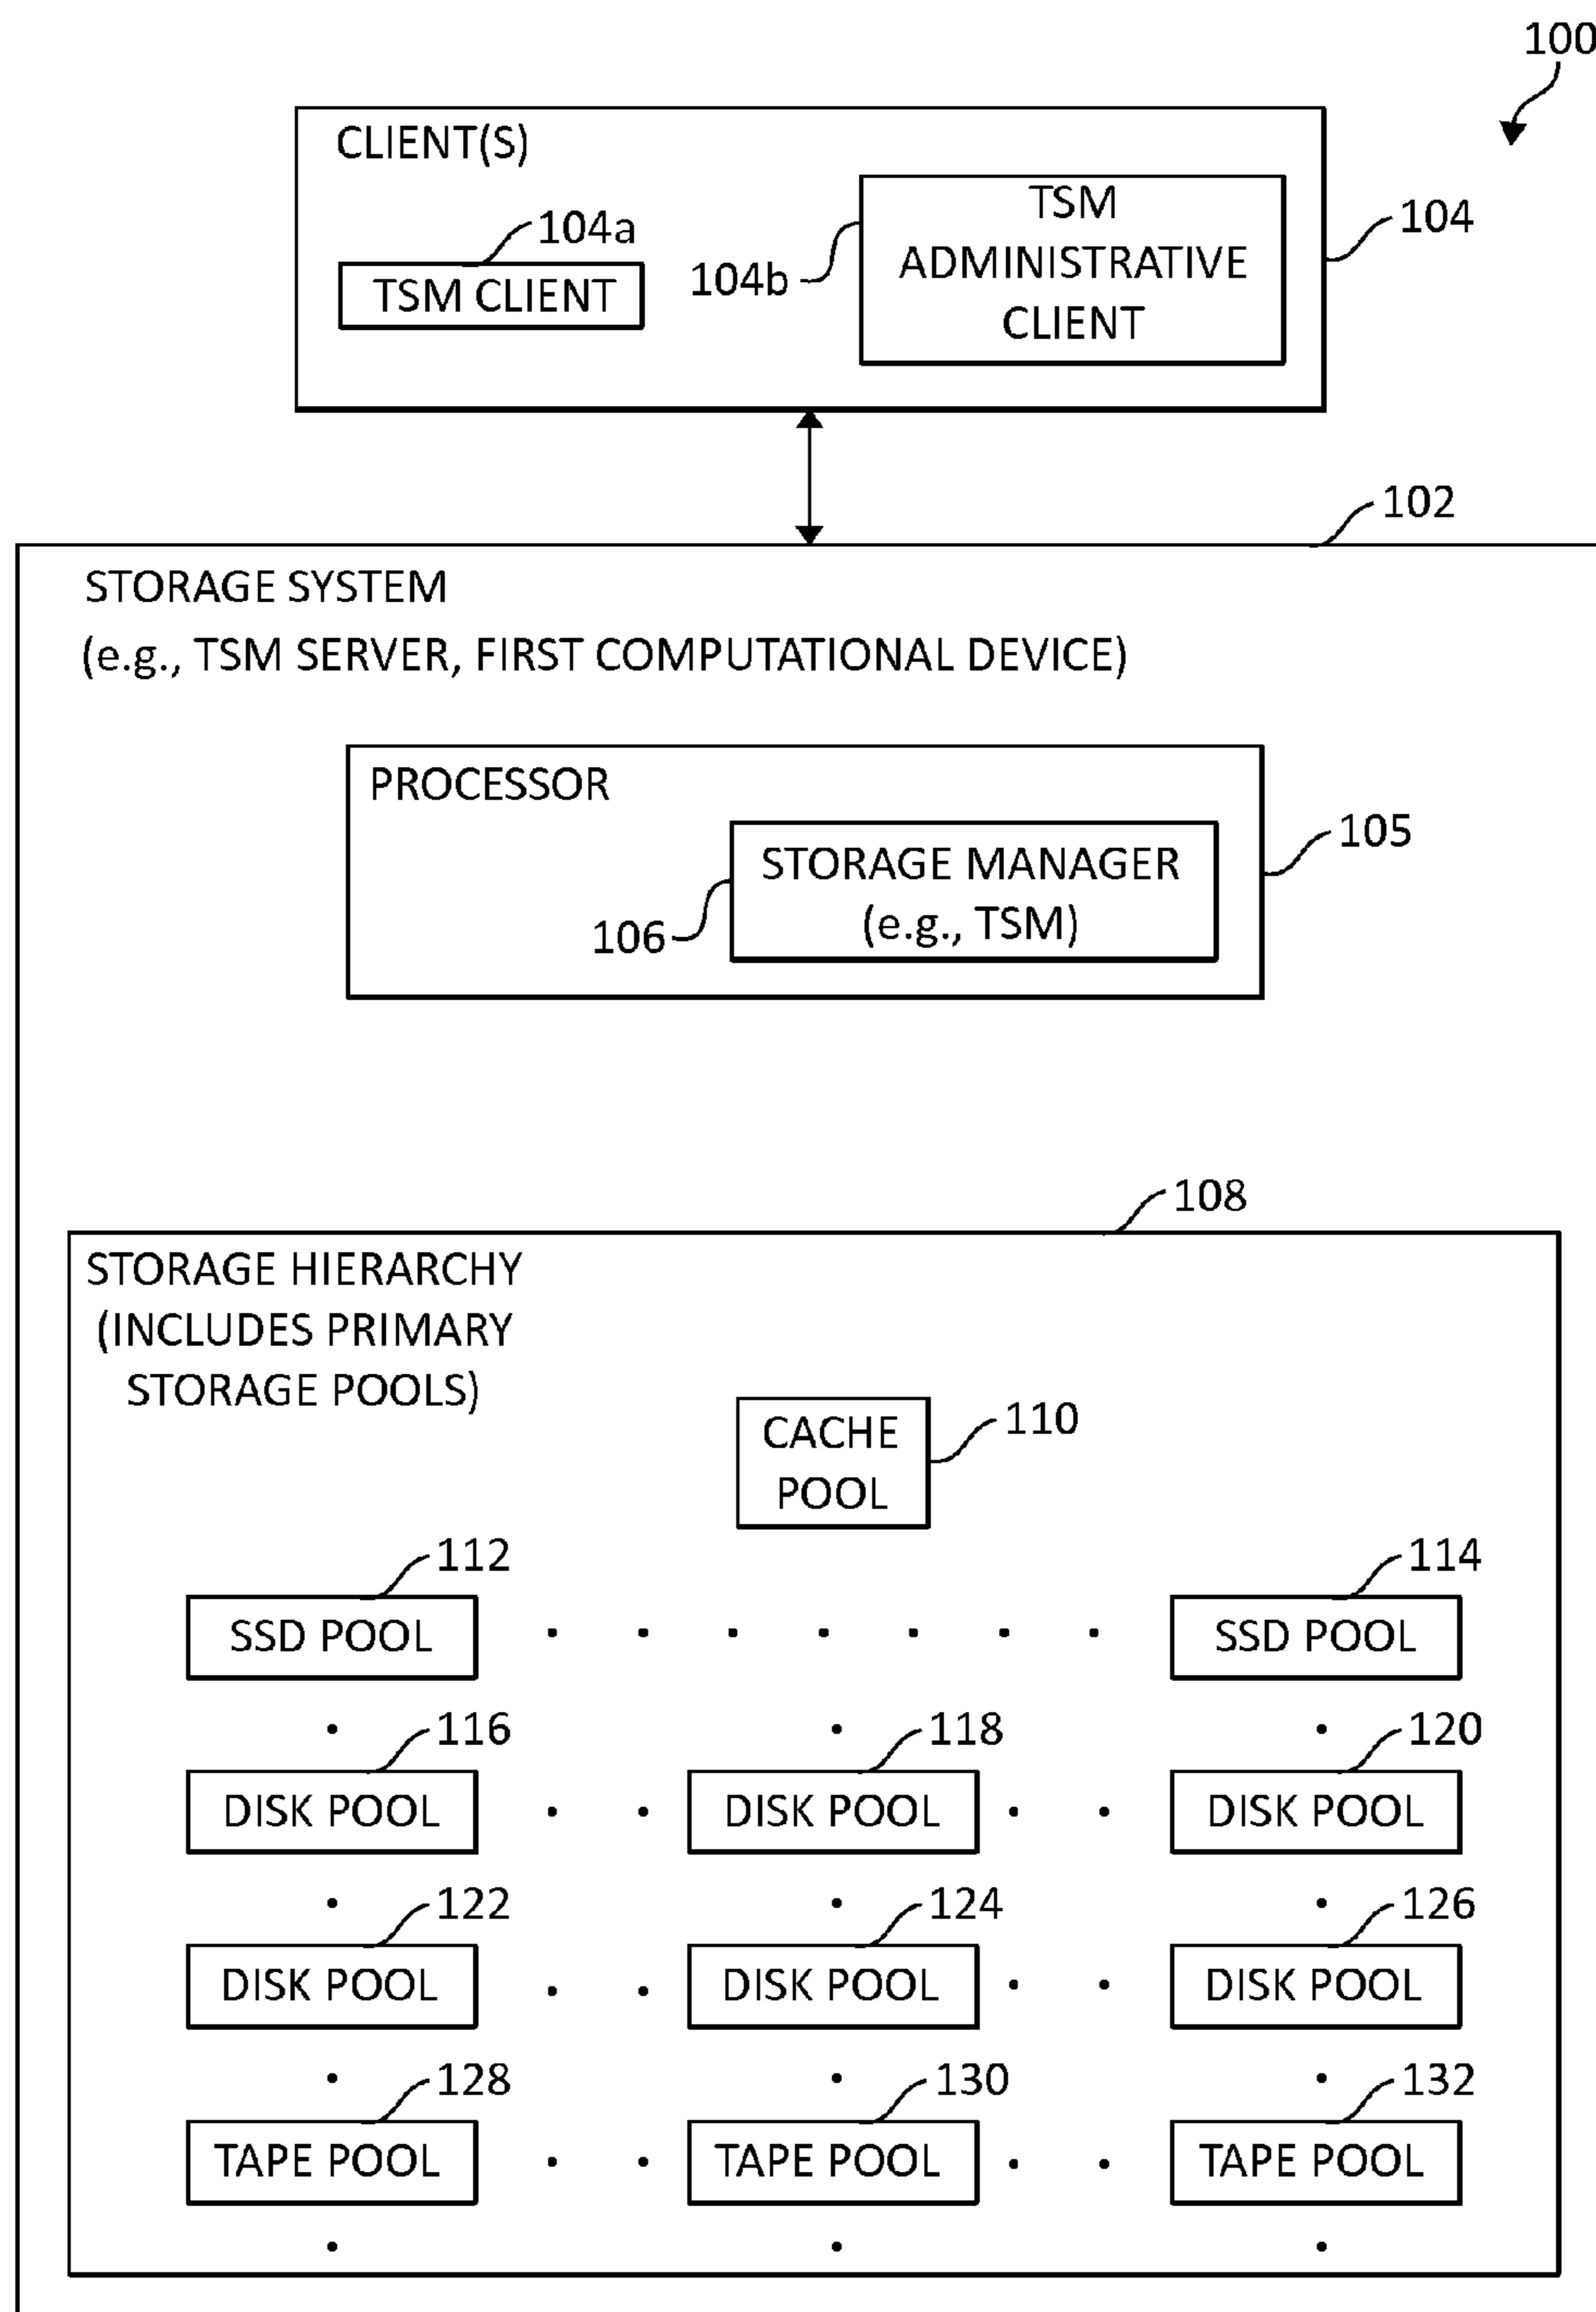 100
CLIENT(S)
104a
TSM CLIENT
104b
TSM
ADMINISTRATIVE
CLIENT
104
102
STORAGE SYSTEM
(e.g., TSM SERVER, FIRST COMPUTATIONAL DEVICE)
PROCESSOR
105
STORAGE MANAGER
(e.g., TSM)
106
108
STORAGE HIERARCHY
(INCLUDES PRIMARY
STORAGE POOLS)
CACHE
POOL
110
112
114
SSD POOL
SSD POOL
116
118
120
DISK POOL
DISK POOL
DISK POOL
122
124
126
DISK POOL
DISK POOL
DISK POOL
128
130
132
TAPE POOL
TAPE POOL
TAPE POOL